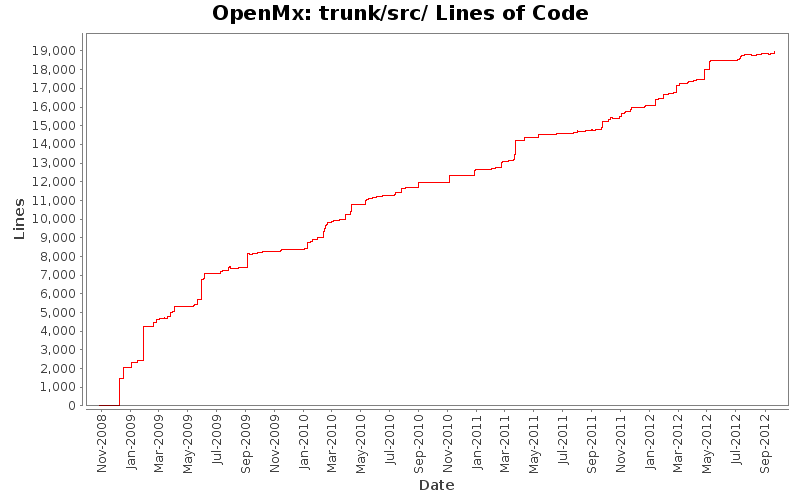 OpenMx: trunk/src/ Lines of Code
19,000
18,000
17,000
16,000
15,000
14,000
13,000
12,000
11,000
10,000
9,000
8,000
7,000
6,000
5,000
4,000
3,000
2,000
1,000
0
Lines
Nov-2008
Jan-2009
Mar-2009
May-2009
Jul-2009
Sep-2009
Nov-2009
Jan-2010
Mar-2010
May-2010
Jul-2010
Sep-2010
Nov-2010
Jan-2011
Mar-2011
May-2011
Jul-2011
Sep-2011
Nov-2011
Jan-2012
Mar-2012
May-2012
Jul-2012
Sep-2012
Date